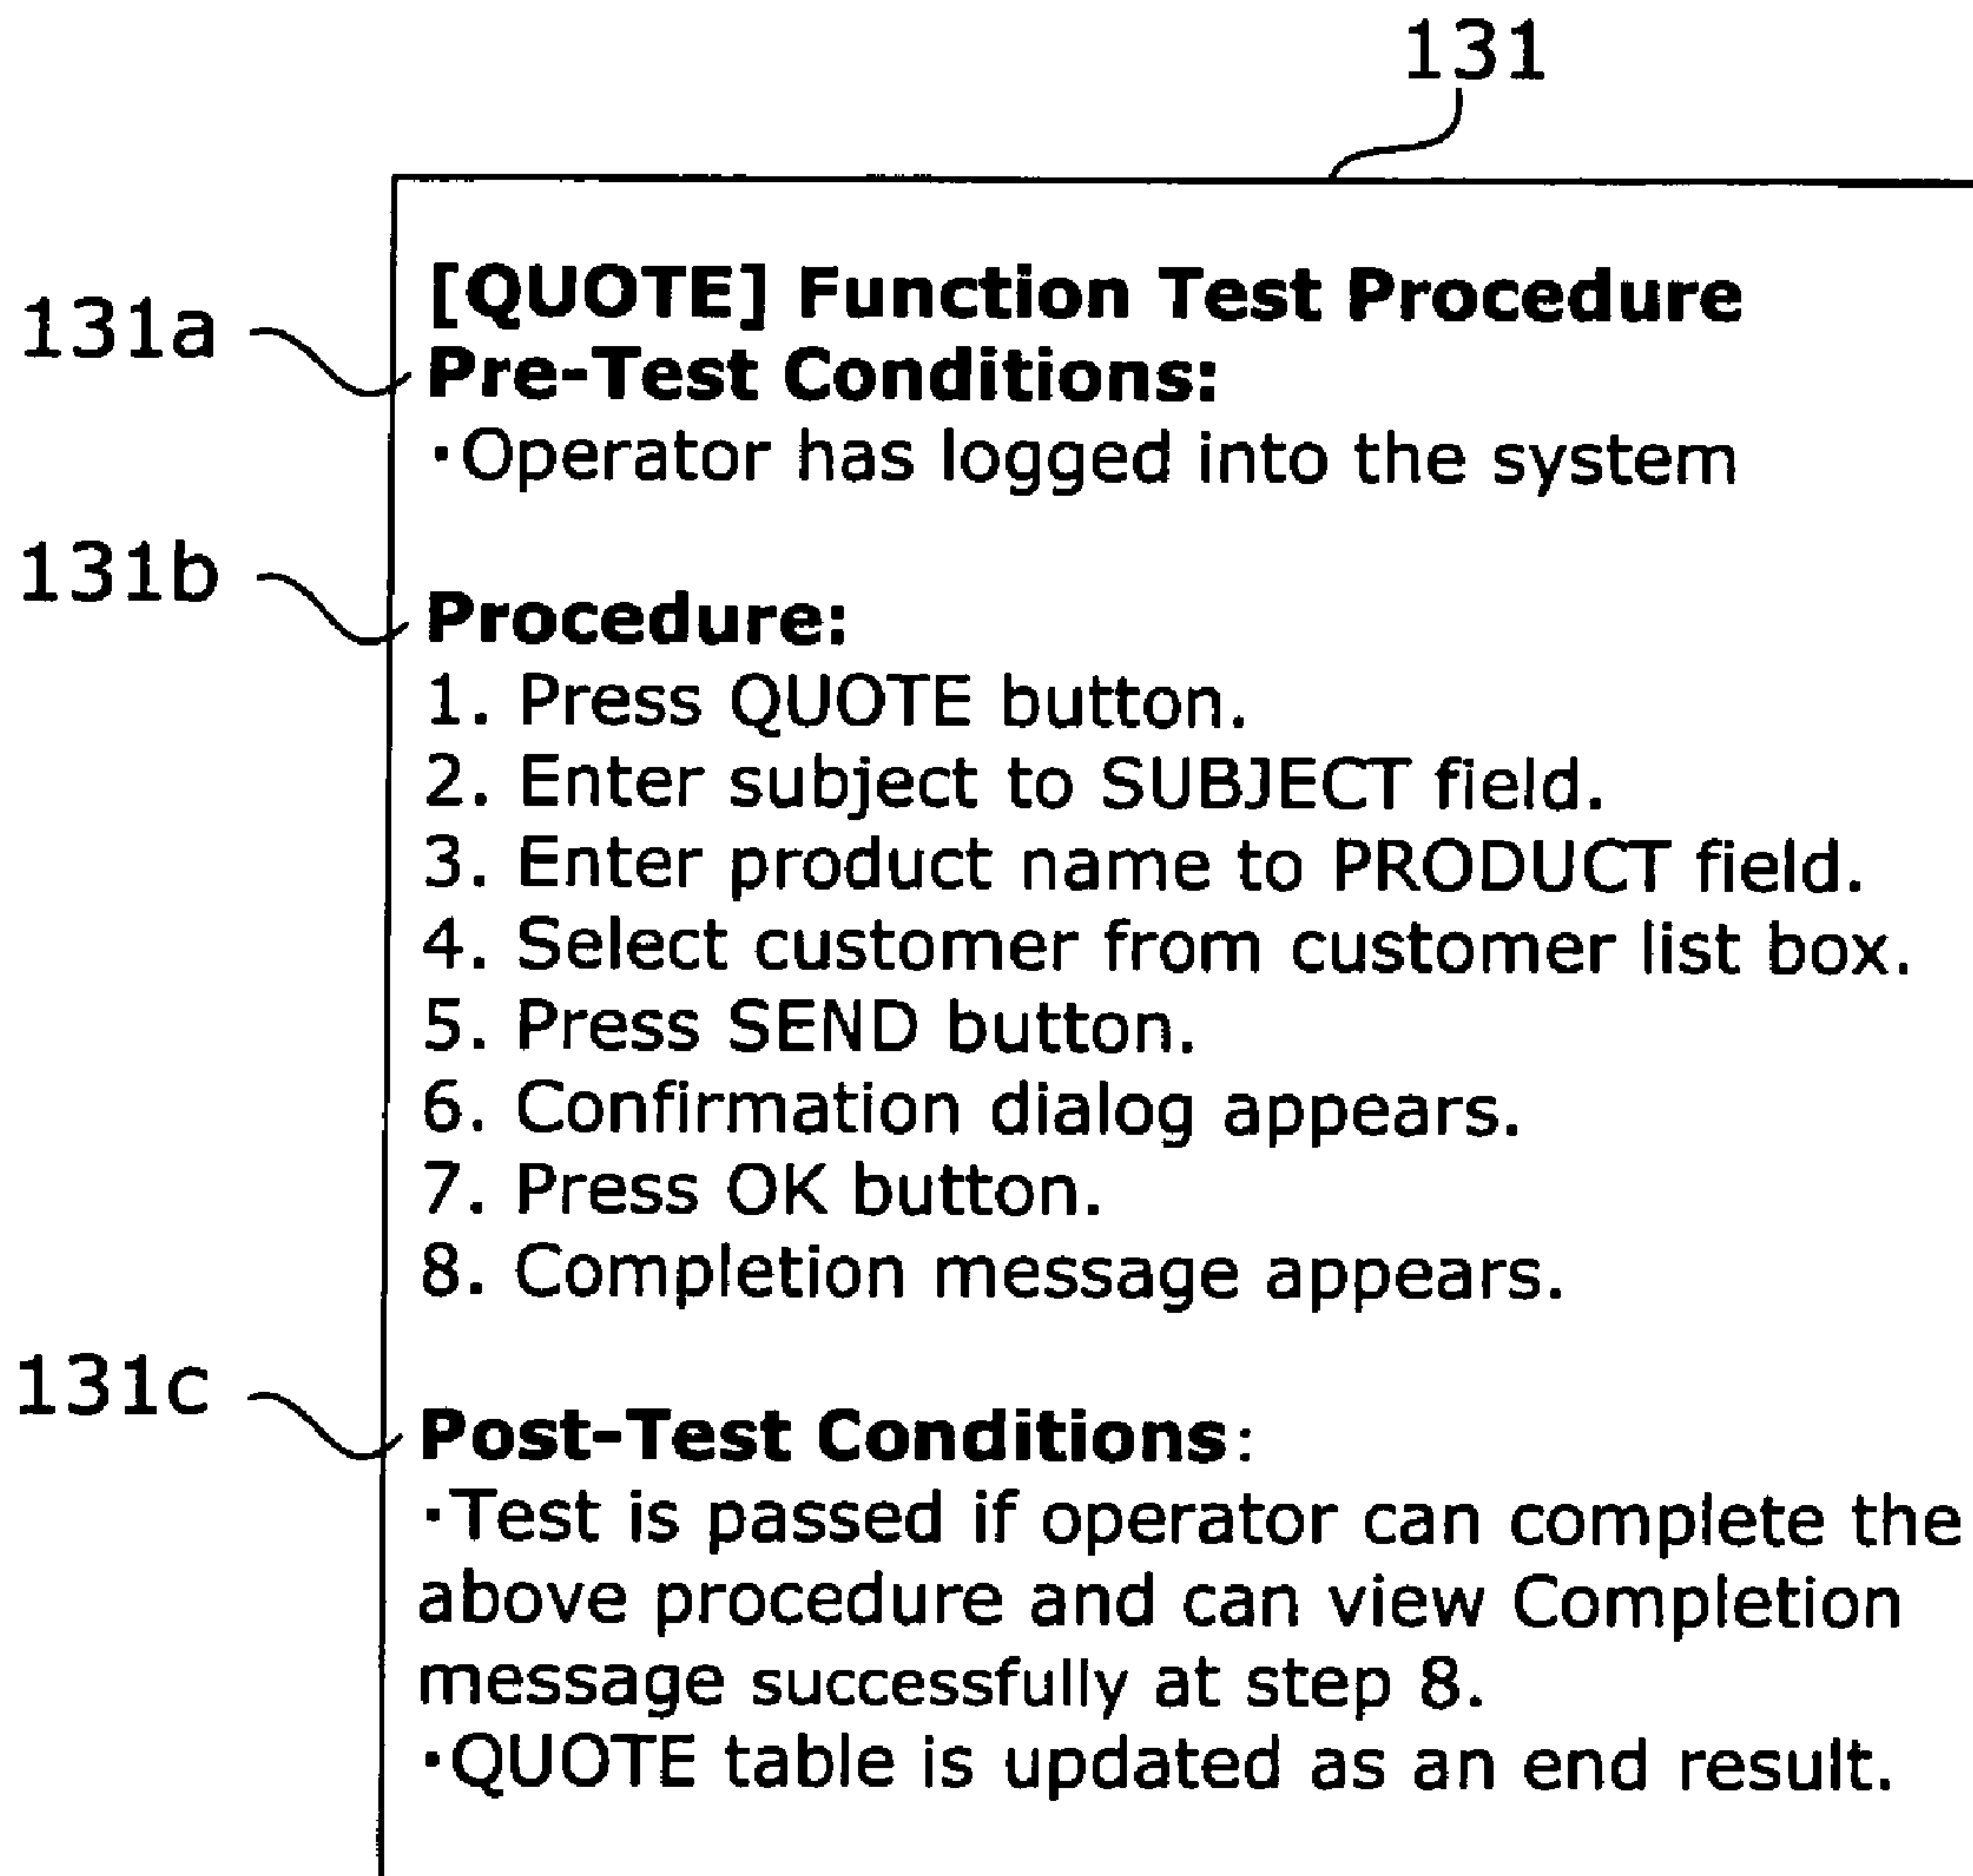 131
131a
[QUOTE] Function Test Procedure
Pre-Test Conditions:
・Operator has logged into the system
131b
Procedure:
1. Press QUOTE button.
2. Enter subject to SUBJECT field.
3. Enter product name to PRODUCT field.
4. Select customer from customer list box.
5. Press SEND button.
6. Confirmation dialog appears.
7. Press OK button.
8. Completion message appears.
131c
Post-Test Conditions:
・Test is passed if operator can complete the
above procedure and can view Completion
message successfully at step 8.
・QUOTE table is updated as an end result.